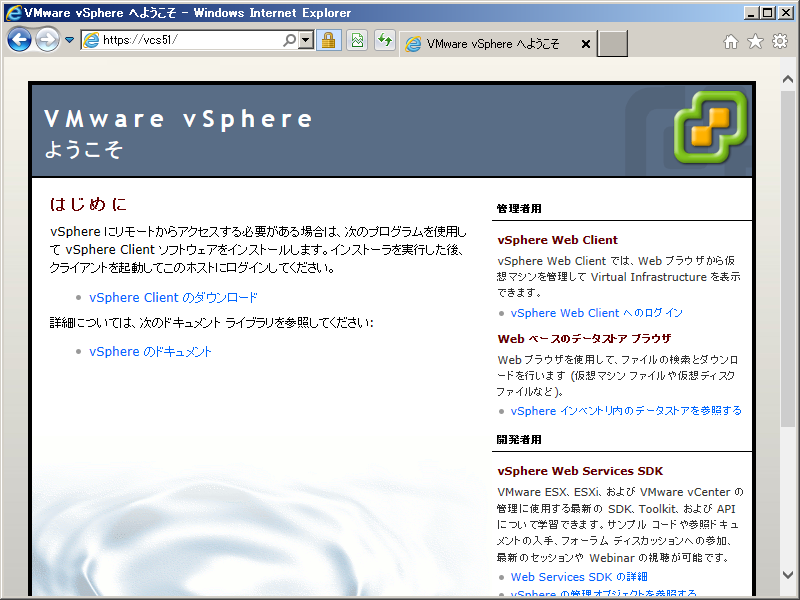 VMware vSphere へようこそ - Windows Internet Explorer
https://vcs51/
VMware vSphere へようこそ
VMware vSphere
ようこそ
はじめに
vSphere にリモートからアクセスする必要がある場合は、次のプログラムを使用し
て vSphere Client ソフトウェアをインストールします。インストーラを実行した後、
クライアントを起動してこのホストにログインしてください。
vSphere Client のダウンロード
詳細については、次のドキュメント ライブラリを参照してください:
vSphere のドキュメント
管理者用
vSphere Web Client
vSphere Web Client では、Web ブラウザから仮
想マシンを管理して Virtual Infrastructure を表示
できます。
vSphere Web Client へのログイン
Web ベースのデータストア ブラウザ
Web ブラウザを使用して、ファイルの検索とダウンロ
ードを行います (仮想マシン ファイルや仮想ディスク
ファイルなど)。
vSphere インベントリ内のデータストアを参照する
開発者用
vSphere Web Services SDK
VMware ESX、ESXi、および VMware vCenter の
管理に使用する最新の SDK、Toolkit、および API
について学習できます。サンプル コードや参照ドキュ
メントの入手、フォーラム ディスカッションへの参加、
最新のセッションや Webinar の視聴が可能です。
Web Services SDK の詳細
vSphere の管理オブジェクトを参照する